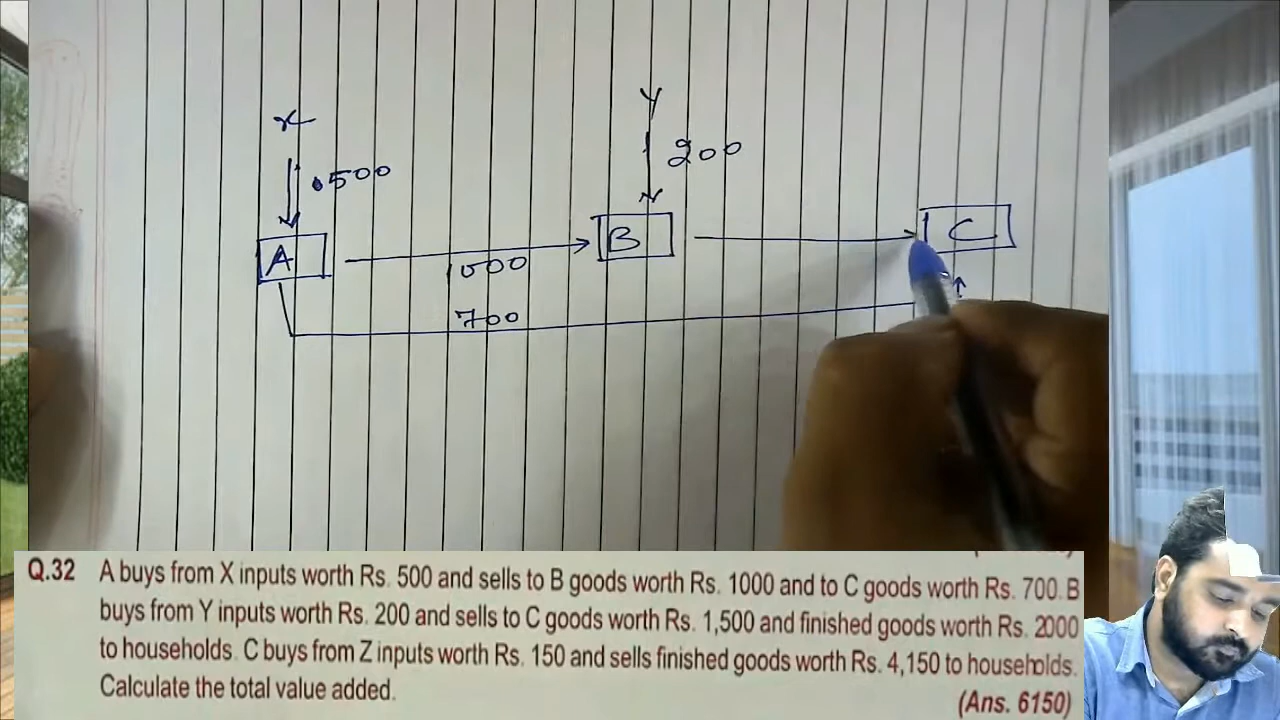 x
Y
.500
200
A
B
C
1000
700
Q.32 A buys from X inputs worth Rs. 500 and sells to B goods worth Rs. 1000 and to C goods worth Rs. 700. B
buys from Y inputs worth Rs. 200 and sells to C goods worth Rs. 1,500 and finished goods worth Rs. 2000
to households. C buys from Z inputs worth Rs. 150 and sells finished goods worth Rs. 4,150 to households.
Calculate the total value added.
(Ans. 6150)